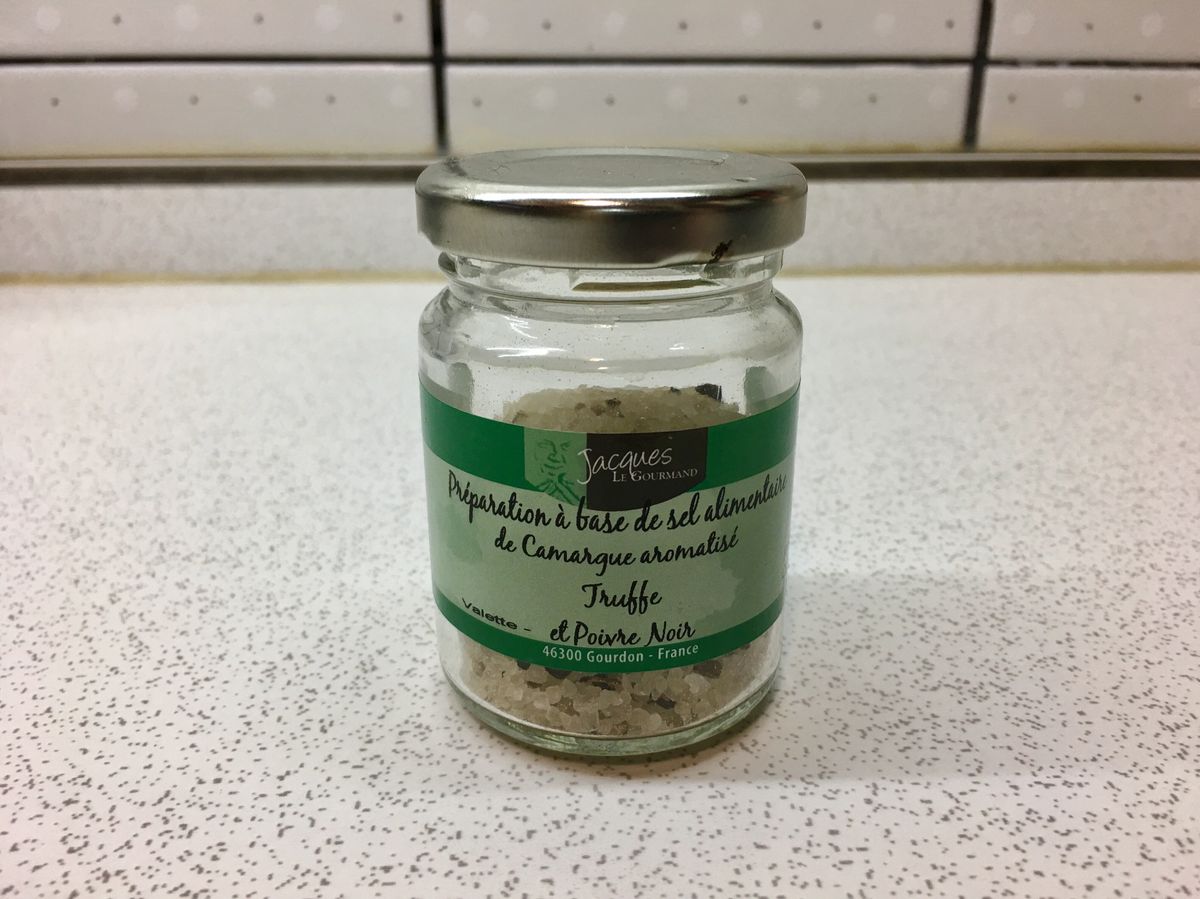 Jacques
LE GOURMAND
Préparation à base de sel alimentaire
de Camargue aromatisé
Truffe
Valette -
et Poivre Noir
46300 Gourdon - France